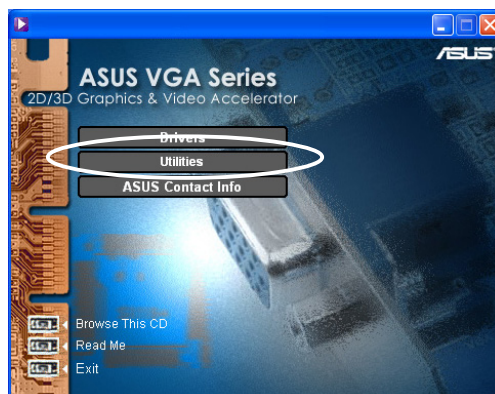 ASUS
ASUS VGA Series
2D/3D Graphics & Video Accelerator
Drivers
Utilities
ASUS Contact Info
Browse This CD
Read Me
Exit